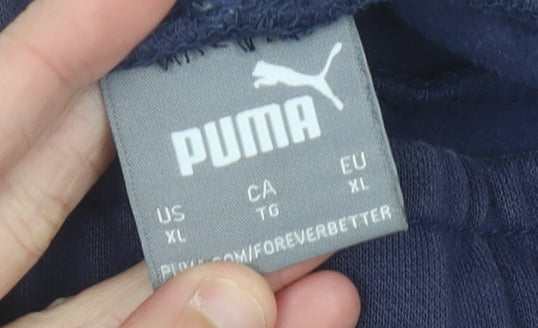 PUMA
US CA EU
XL TG XL
PUMA.COM/FOREVERBETTER